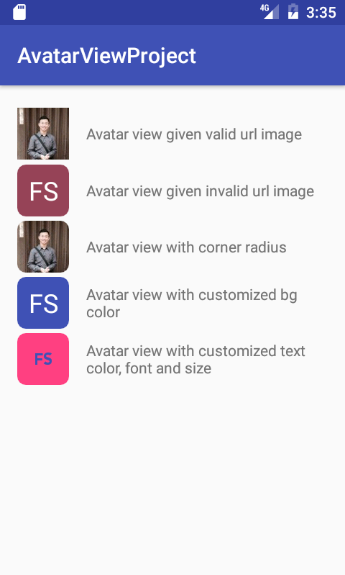 4G 3:35
AvatarViewProject
Avatar view given valid url image
FS
Avatar view given invalid url image
Avatar view with corner radius
FS
Avatar view with customized bg
color
FS
Avatar view with customized text
color, font and size